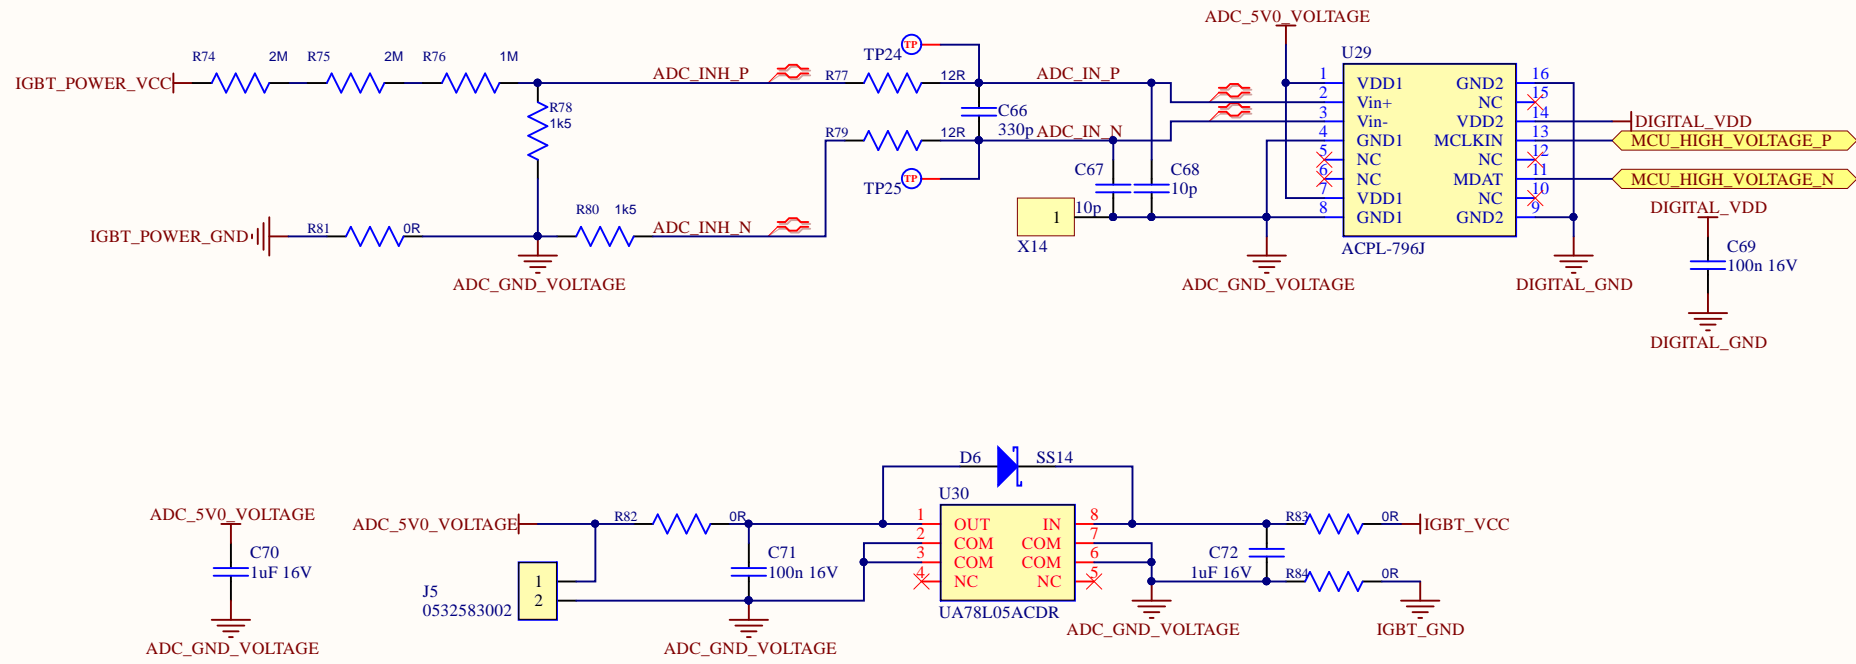 ADC_5V0_VOLTAGE
R74 2M R75 2M R76 1M
IGBT_POWER_VCC
R78
1k5
ADC_INH_P
R77 12R
TP24 TP
ADC_IN_P
C66
330p
R79 12R
ADC_IN_N
TP25 TP
C67
10p
C68
10p
1
X14
IGBT_POWER_GND
R81 0R
R80 1k5
ADC_INH_N
ADC_GND_VOLTAGE
ADC_GND_VOLTAGE
U29
1 VDD1 GND2 16
2 Vin+ NC 15
3 Vin- VDD2 14
4 GND1 MCLKIN 13
5 NC NC 12
6 NC MDAT 11
7 VDD1 NC 10
8 GND1 GND2 9
ACPL-796J
DIGITAL_VDD
MCU_HIGH_VOLTAGE_P
MCU_HIGH_VOLTAGE_N
DIGITAL_GND
DIGITAL_VDD
C69
100n 16V
DIGITAL_GND
ADC_5V0_VOLTAGE
C70
1uF 16V
ADC_GND_VOLTAGE
ADC_5V0_VOLTAGE
R82 0R
J5
0532583002
1
2
C71
100n 16V
ADC_GND_VOLTAGE
D6 SS14
U30
1 OUT IN 8
2 COM COM 7
3 COM COM 6
4 NC NC 5
UA78L05ACDR
ADC_GND_VOLTAGE
C72
1uF 16V
R83 0R
IGBT_VCC
R84 0R
IGBT_GND